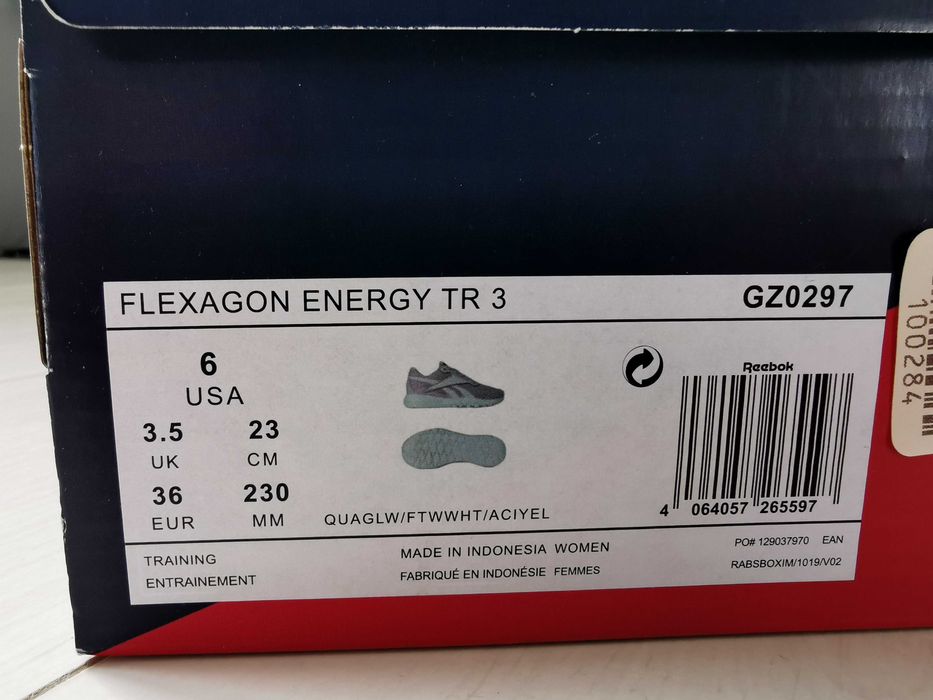 FLEXAGON ENERGY TR 3
GZ0297
6
USA
3.5
UK
23
CM
36
EUR
230
MM
QUAGLW/FTWWHT/ACIYEL
Reebok
4 064057 265597
TRAINING
ENTRAINEMENT
MADE IN INDONESIA WOMEN
FABRIQUÉ EN INDONÉSIE FEMMES
PO# 129037970 EAN
RABSBOXIM/1019/V02
100284